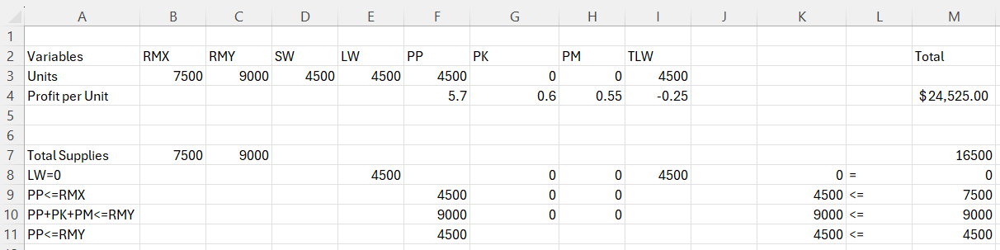 A B C D E F G H I J K L M
1
2 Variables RMX RMY SW LW PP PK PM TLW Total
3 Units 7500 9000 4500 4500 4500 0 0 4500
4 Profit per Unit 5.7 0.6 0.55 -0.25 $24,525.00
5
6
7 Total Supplies 7500 9000 16500
8 LW=0 4500 0 0 4500 0 = 0
9 PP<=RMX 4500 0 0 4500 <= 7500
10 PP+PK+PM<=RMY 9000 0 0 9000 <= 9000
11 PP<=RMY 4500 4500 <= 4500